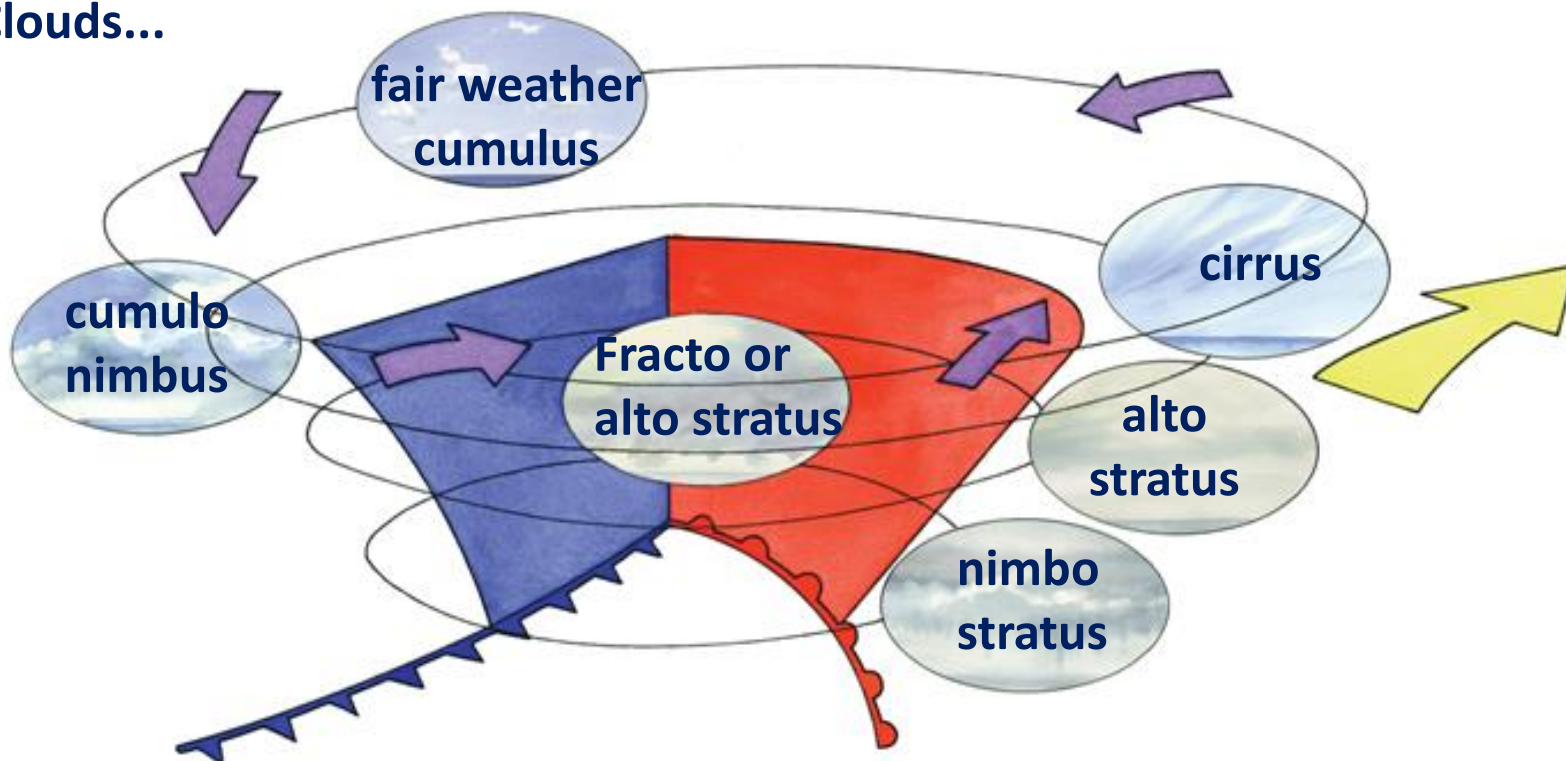 Clouds...
fair weather
cumulus
cirrus
cumulo
nimbus
Fracto or
alto stratus
alto
stratus
nimbo
stratus